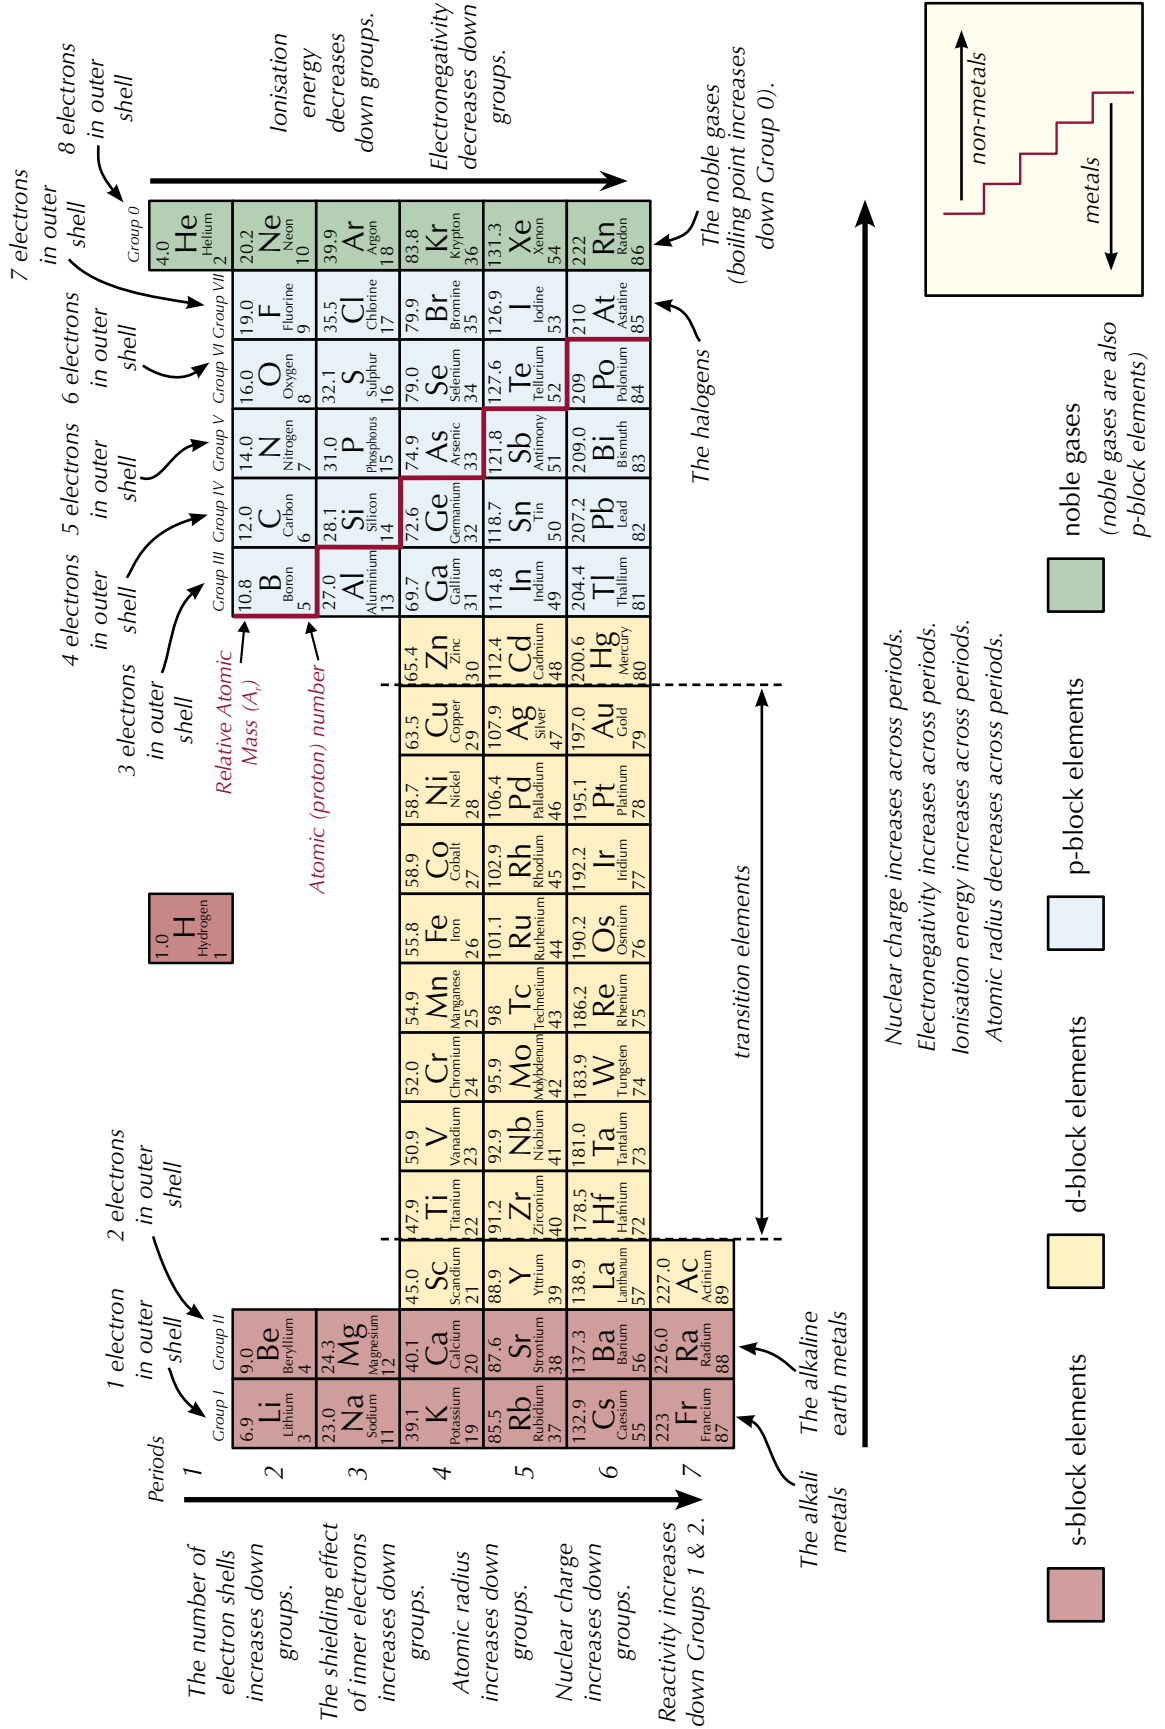 1 electron
in outer
shell
2 electrons
in outer
shell
3 electrons
in outer
shell
4 electrons
in outer
shell
5 electrons
in outer
shell
6 electrons
in outer
shell
7 electrons
in outer
shell
8 electrons
in outer
shell
Periods
Group I
Group II
Group III
Group IV
Group V
Group VI
Group VII
Group 0
Relative Atomic
Mass (Aᵣ)
Atomic (proton) number
1
1.0
H
Hydrogen
1
4.0
He
Helium
2
2
6.9
Li
Lithium
3
9.0
Be
Beryllium
4
10.8
B
Boron
5
12.0
C
Carbon
6
14.0
N
Nitrogen
7
16.0
O
Oxygen
8
19.0
F
Fluorine
9
20.2
Ne
Neon
10
3
23.0
Na
Sodium
11
24.3
Mg
Magnesium
12
27.0
Al
Aluminium
13
28.1
Si
Silicon
14
31.0
P
Phosphorus
15
32.1
S
Sulphur
16
35.5
Cl
Chlorine
17
39.9
Ar
Argon
18
4
39.1
K
Potassium
19
40.1
Ca
Calcium
20
45.0
Sc
Scandium
21
47.9
Ti
Titanium
22
50.9
V
Vanadium
23
52.0
Cr
Chromium
24
54.9
Mn
Manganese
25
55.8
Fe
Iron
26
58.9
Co
Cobalt
27
58.7
Ni
Nickel
28
63.5
Cu
Copper
29
65.4
Zn
Zinc
30
69.7
Ga
Gallium
31
72.6
Ge
Germanium
32
74.9
As
Arsenic
33
79.0
Se
Selenium
34
79.9
Br
Bromine
35
83.8
Kr
Krypton
36
5
85.5
Rb
Rubidium
37
87.6
Sr
Strontium
38
88.9
Y
Yttrium
39
91.2
Zr
Zirconium
40
92.9
Nb
Niobium
41
95.9
Mo
Molybdenum
42
98
Tc
Technetium
43
101.1
Ru
Ruthenium
44
102.9
Rh
Rhodium
45
106.4
Pd
Palladium
46
107.9
Ag
Silver
47
112.4
Cd
Cadmium
48
114.8
In
Indium
49
118.7
Sn
Tin
50
121.8
Sb
Antimony
51
127.6
Te
Tellurium
52
126.9
I
Iodine
53
131.3
Xe
Xenon
54
6
132.9
Cs
Caesium
55
137.3
Ba
Barium
56
138.9
La
Lanthanum
57
178.5
Hf
Hafnium
72
181.0
Ta
Tantalum
73
183.9
W
Tungsten
74
186.2
Re
Rhenium
75
190.2
Os
Osmium
76
192.2
Ir
Iridium
77
195.1
Pt
Platinum
78
197.0
Au
Gold
79
200.6
Hg
Mercury
80
204.4
Tl
Thallium
81
207.2
Pb
Lead
82
209.0
Bi
Bismuth
83
209
Po
Polonium
84
210
At
Astatine
85
222
Rn
Radon
86
7
223
Fr
Francium
87
226.0
Ra
Radium
88
227.0
Ac
Actinium
89
The number of
electron shells
increases down
groups.
The shielding effect
of inner electrons
increases down
groups.
Atomic radius
increases down
groups.
Nuclear charge
increases down
groups.
Reactivity increases
down Groups 1 & 2.
Ionisation
energy
decreases
down groups.
Electronegativity
decreases down
groups.
The noble gases
(boiling point increases
down Group 0).
The halogens
transition elements
The alkali
metals
The alkaline
earth metals
Nuclear charge increases across periods.
Electronegativity increases across periods.
Ionisation energy increases across periods.
Atomic radius decreases across periods.
s-block elements
d-block elements
p-block elements
noble gases
(noble gases are also
p-block elements)
non-metals
metals